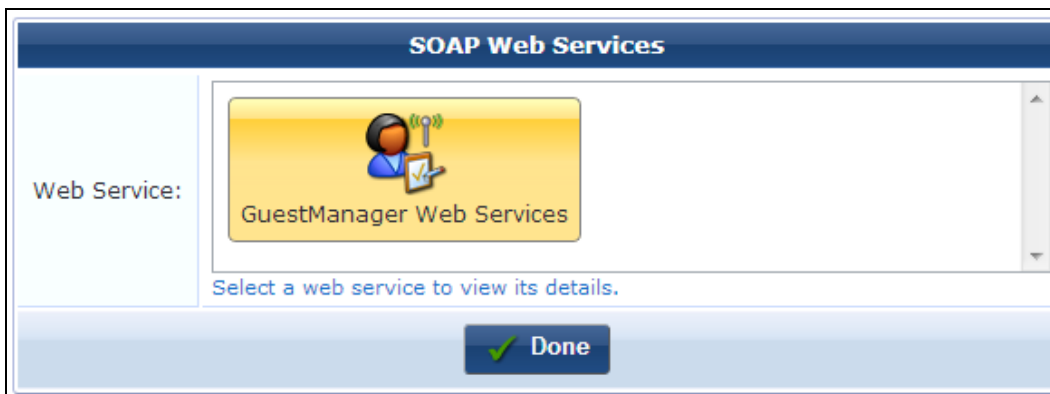 SOAP Web Services
Web Service:
GuestManager Web Services
Select a web service to view its details.
Done